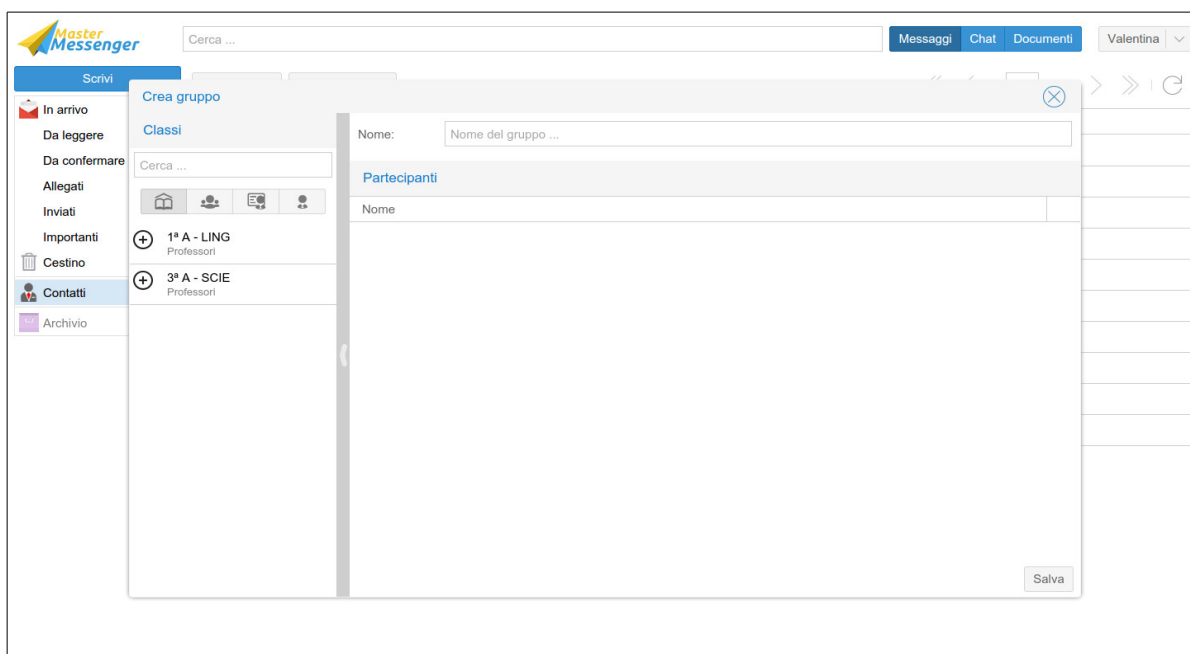 Master
Messenger
Cerca ...
Messaggi Chat Documenti
Valentina
Scrivi
In arrivo
Da leggere
Da confermare
Allegati
Inviati
Importanti
Cestino
Contatti
Archivio
Crea gruppo
Classi
Cerca ...
1ª A - LING
Professori
3ª A - SCIE
Professori
Nome: Nome del gruppo ...
Partecipanti
Nome
Salva